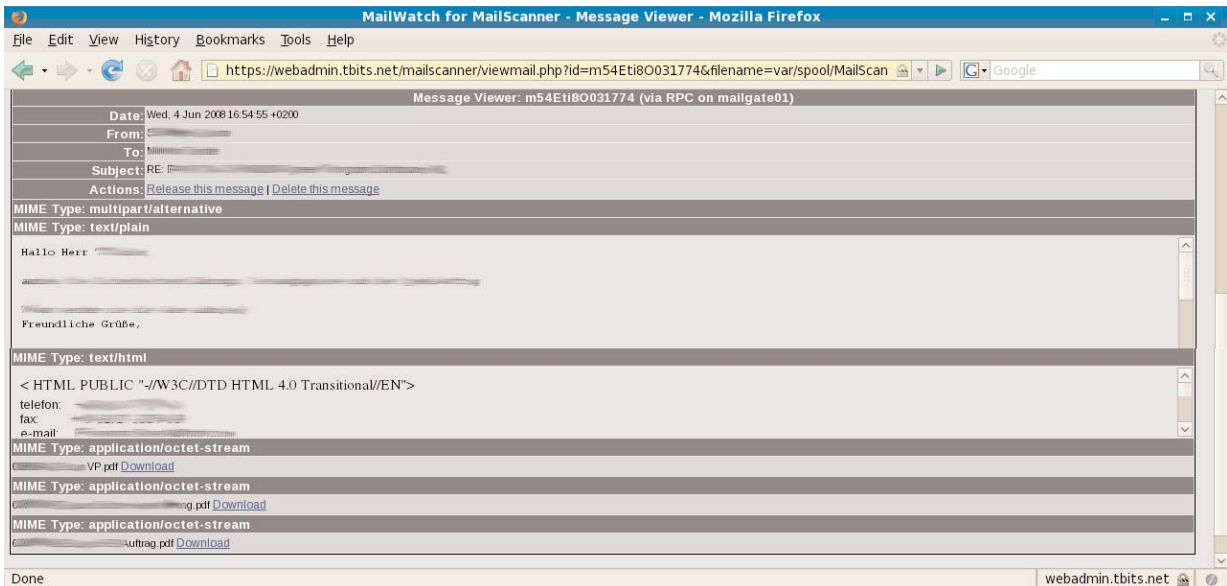 MailWatch for MailScanner - Message Viewer - Mozilla Firefox
File Edit View History Bookmarks Tools Help
https://webadmin.tbits.net/mailscanner/viewmail.php?id=m54Eti8O031774&filename=var/spool/MailScan
Google
Message Viewer: m54Eti8O031774 (via RPC on mailgate01)
Date: Wed, 4 Jun 2008 16:54:55 +0200
From:
To:
Subject: RE:
Actions: Release this message | Delete this message
MIME Type: multipart/alternative
MIME Type: text/plain
Hallo Herr
Freundliche Grüße,
MIME Type: text/html
< HTML PUBLIC "-//W3C//DTD HTML 4.0 Transitional//EN">
telefon:
fax:
e-mail:
MIME Type: application/octet-stream
VP.pdf Download
MIME Type: application/octet-stream
ng.pdf Download
MIME Type: application/octet-stream
Auftrag.pdf Download
Done
webadmin.tbits.net